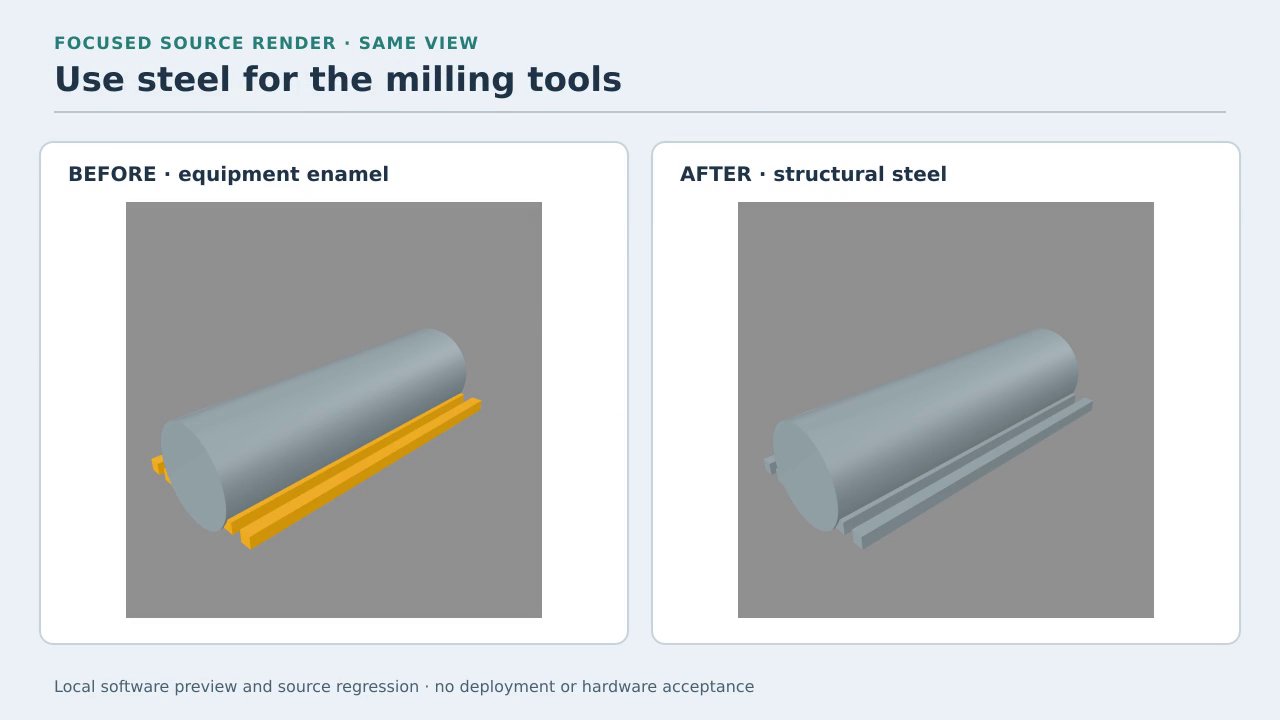 FOCUSED SOURCE RENDER · SAME VIEW
Use steel for the milling tools
BEFORE · equipment enamel
AFTER · structural steel
Local software preview and source regression · no deployment or hardware acceptance